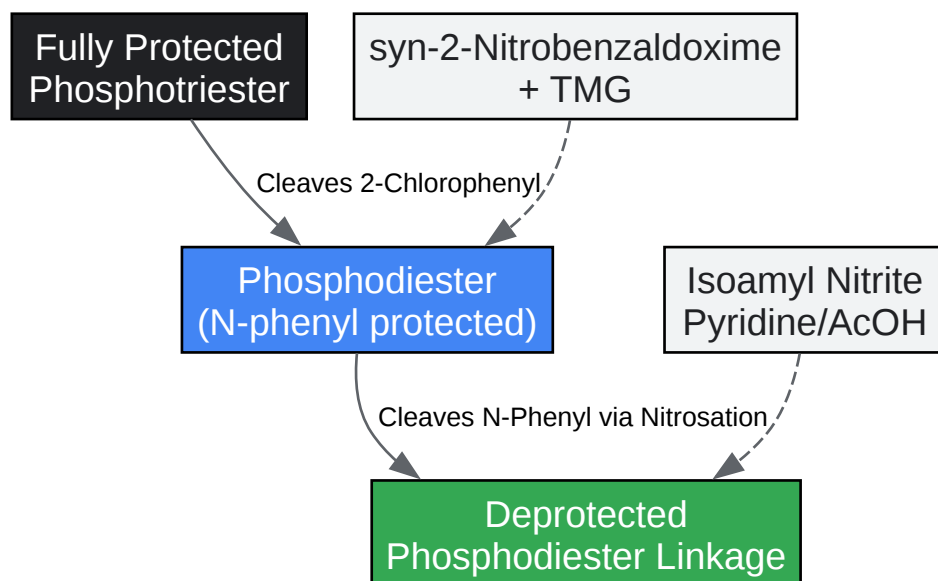 Fully Protected
Phosphotriester
syn-2-Nitrobenzaldoxime
+ TMG
Cleaves 2-Chlorophenyl
Phosphodiester
(N-phenyl protected)
Isoamyl Nitrite
Pyridine/AcOH
Cleaves N-Phenyl via Nitrosation
Deprotected
Phosphodiester Linkage